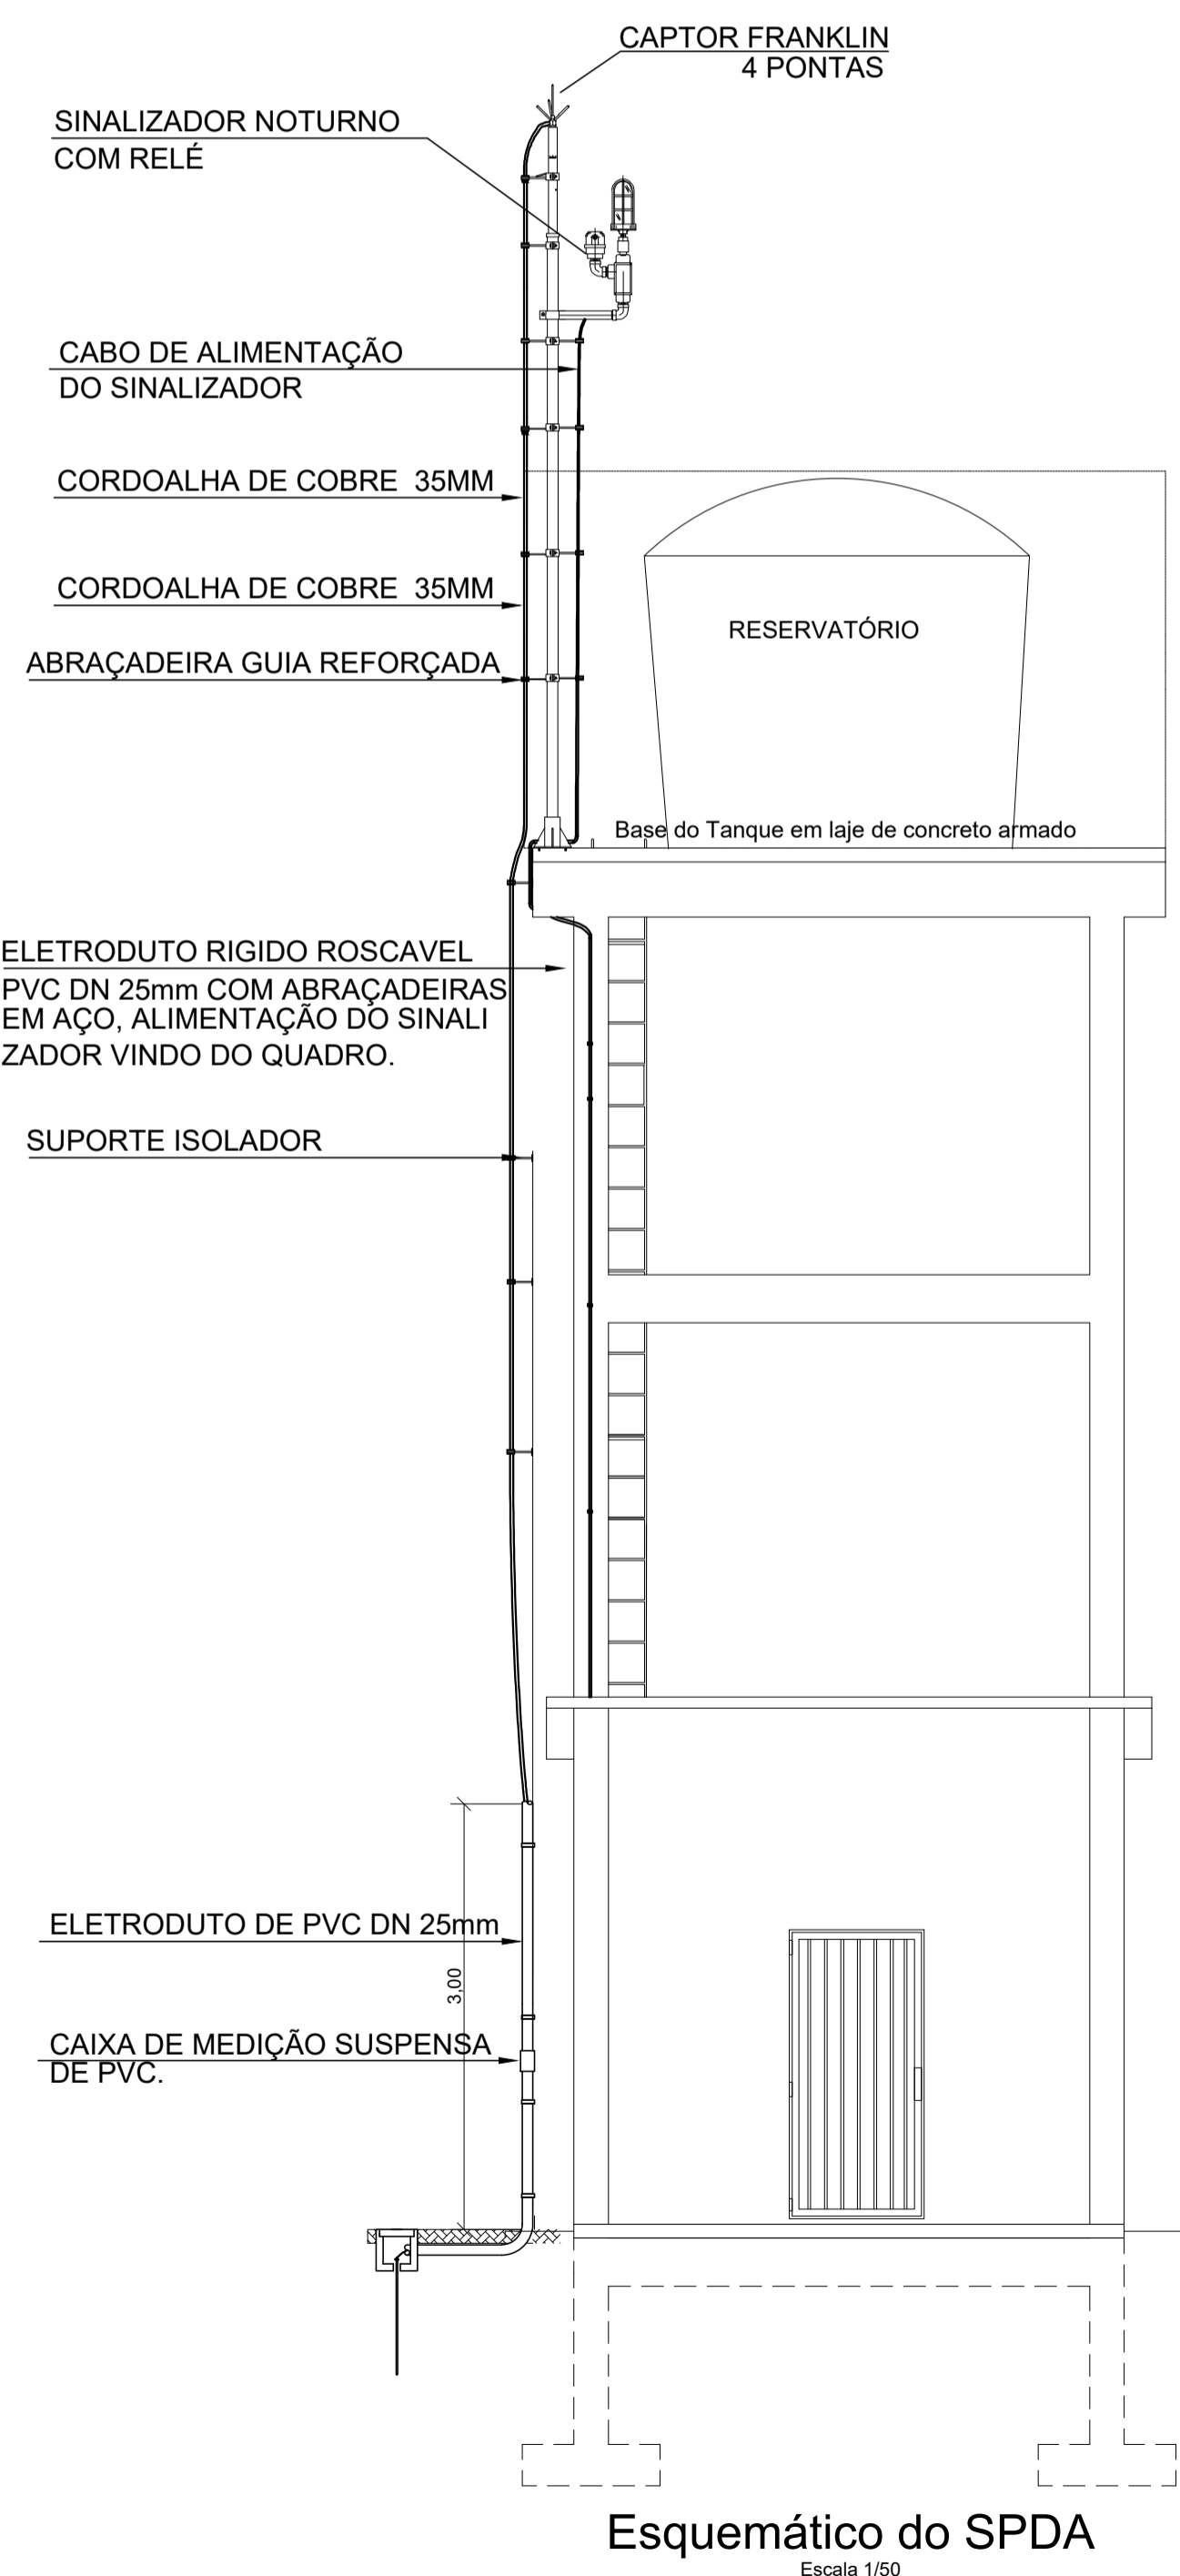 CAPTOR FRANKLIN
4 PONTAS
SINALIZADOR NOTURNO
COM RELÉ
CABO DE ALIMENTAÇÃO
DO SINALIZADOR
CORDOALHA DE COBRE 35MM
CORDOALHA DE COBRE 35MM
RESERVATÓRIO
ABRAÇADEIRA GUIA REFORÇADA
Base do Tanque em laje de concreto armado
ELETRODUTO RIGIDO ROSCAVEL
PVC DN 25mm COM ABRAÇADEIRAS
EM AÇO, ALIMENTAÇÃO DO SINALI
ZADOR VINDO DO QUADRO.
SUPORTE ISOLADOR
ELETRODUTO DE PVC DN 25mm
3,00
CAIXA DE MEDIÇÃO SUSPENSA
DE PVC.
Esquemático do SPDA
Escala 1/50